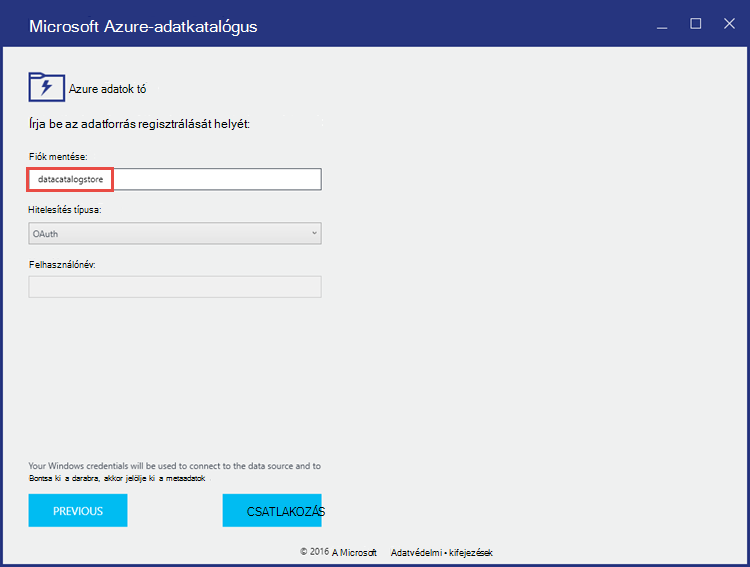 Microsoft Azure-adatkatalógus
Azure adatok tó
Írja be az adatforrás regisztrálását helyét:
Fiók mentése:
datacatalogstore
Hitelesítés típusa:
OAuth
Felhasználónév:
Your Windows credentials will be used to connect to the data source and to
Bontsa ki a darabra, akkor jelölje ki a metaadatok
PREVIOUS CSATLAKOZÁS
© 2016 A Microsoft Adatvédelmi • kifejezések